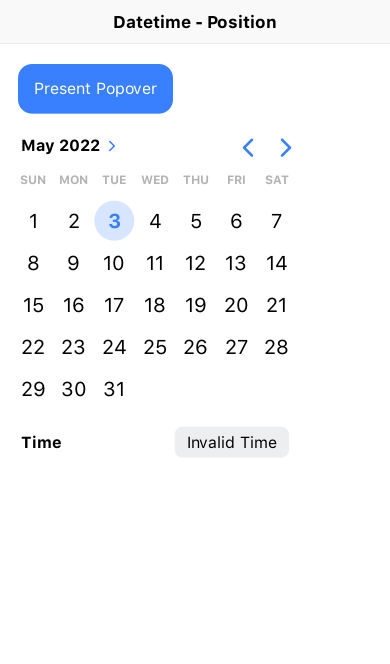 Datetime - Position
Present Popover
May 2022
SUN MON TUE WED THU FRI SAT
1 2 3 4 5 6 7
8 9 10 11 12 13 14
15 16 17 18 19 20 21
22 23 24 25 26 27 28
29 30 31
Time Invalid Time